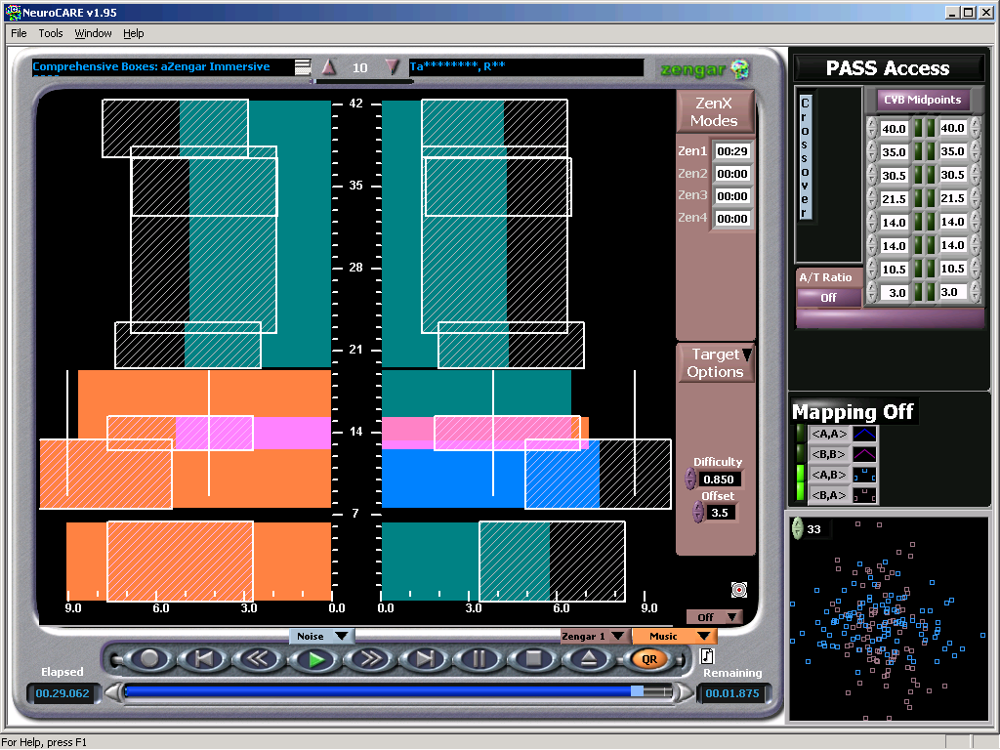 NeuroCARE v1.95
File Tools Window Help
Comprehensive Boxes: aZengar Immersive
10
Ta********, R**
zengar
42
35
28
21
14
7
9.0 6.0 3.0 0.0
0.0 3.0 6.0 9.0
ZenX
Modes
Zen1 00:29
Zen2 00:00
Zen3 00:00
Zen4 00:00
Target
Options
Difficulty
0.850
Offset
3.5
Off
Noise
Zengar 1
Music
QR
Elapsed
00.29.062
Remaining
00.01.875
PASS Access
Crossover
CVB Midpoints
40.0 40.0
35.0 35.0
30.5 30.5
21.5 21.5
14.0 14.0
14.0 14.0
10.5 10.5
3.0 3.0
A/T Ratio
Off
Mapping Off
<A,A>
<B,B>
<A,B>
<B,A>
33
For Help, press F1